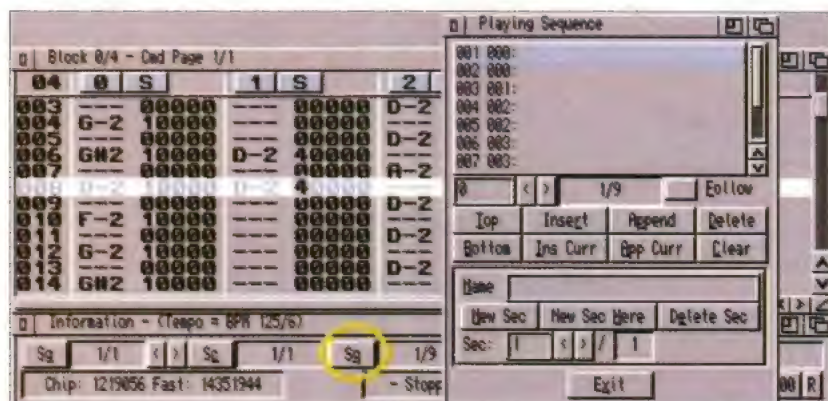 Playing Sequence
Block 0/4 - Cmd Page 1/1
04 0 S 1 S 2
003 --- 00000 --- 00000 D-2
004 G-2 10000 --- 00000 ---
005 --- 00000 --- 00000 D-2
006 G#2 10000 D-2 40000 ---
007 --- 00000 --- 00000 A-2
008 D-2 10000 D-2 40000
009 --- 00000 --- 00000 D-2
010 F-2 10000 --- 00000 ---
011 --- 00000 --- 00000 D-2
012 G-2 10000 --- 00000 ---
013 --- 00000 --- 00000 D-2
014 G#2 10000 --- 00000 ---
001 000:
002 000:
003 001:
004 002:
005 002:
006 003:
007 003:
0 < > 1/9 Follow
Top Insert Append Delete
Bottom Ins Curr App Curr Clear
Name
New Sec New Sec Here Delete Sec
Sec: 1 < > / 1
Exit
Information - (Tempo = BPM 125/6)
Sg 1/1 < > Sc 1/1 Sq 1/9
Chip: 1219056 Fast: 14351944 - Stopp
00 R